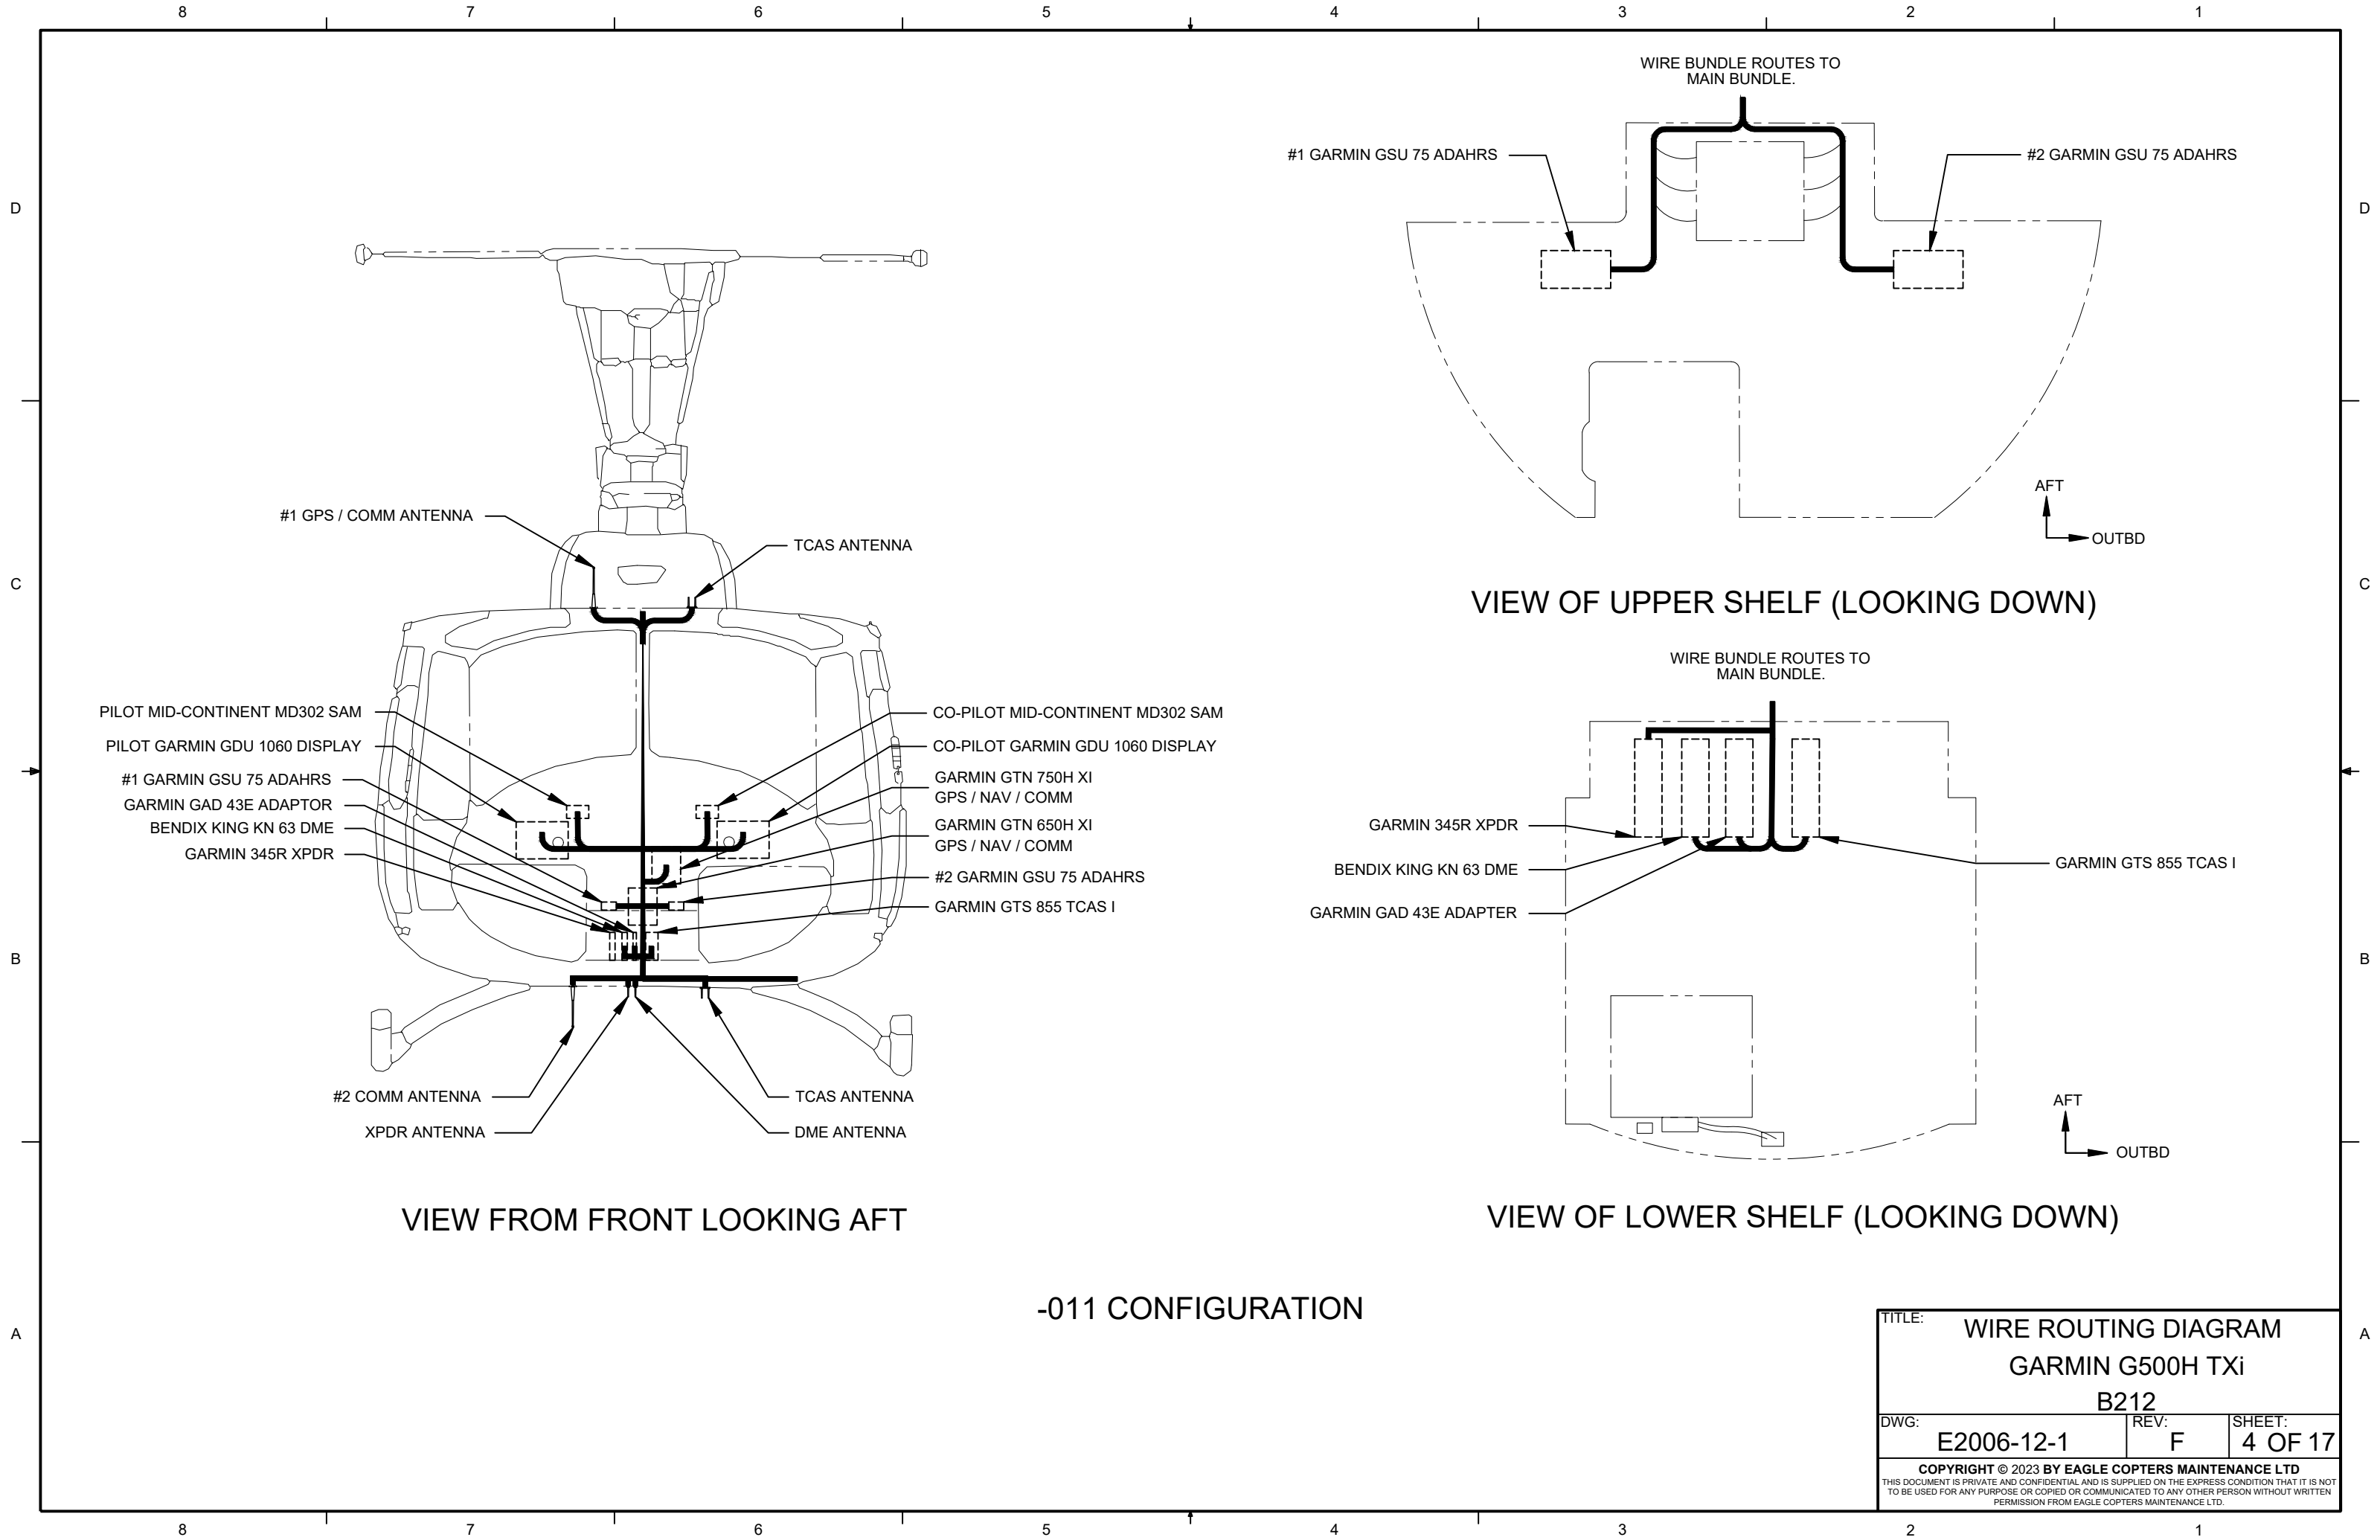 8 7 6 5 4 3 2 1
D
C
B
A
#1 GPS / COMM ANTENNA
TCAS ANTENNA
PILOT MID-CONTINENT MD302 SAM
PILOT GARMIN GDU 1060 DISPLAY
#1 GARMIN GSU 75 ADAHRS
GARMIN GAD 43E ADAPTOR
BENDIX KING KN 63 DME
GARMIN 345R XPDR
CO-PILOT MID-CONTINENT MD302 SAM
CO-PILOT GARMIN GDU 1060 DISPLAY
GARMIN GTN 750H XI
GPS / NAV / COMM
GARMIN GTN 650H XI
GPS / NAV / COMM
#2 GARMIN GSU 75 ADAHRS
GARMIN GTS 855 TCAS I
#2 COMM ANTENNA
XPDR ANTENNA
TCAS ANTENNA
DME ANTENNA
VIEW FROM FRONT LOOKING AFT
WIRE BUNDLE ROUTES TO
MAIN BUNDLE.
#1 GARMIN GSU 75 ADAHRS
#2 GARMIN GSU 75 ADAHRS
AFT
OUTBD
VIEW OF UPPER SHELF (LOOKING DOWN)
WIRE BUNDLE ROUTES TO
MAIN BUNDLE.
GARMIN 345R XPDR
BENDIX KING KN 63 DME
GARMIN GAD 43E ADAPTER
GARMIN GTS 855 TCAS I
AFT
OUTBD
VIEW OF LOWER SHELF (LOOKING DOWN)
-011 CONFIGURATION
D
C
B
A
TITLE:
WIRE ROUTING DIAGRAM
GARMIN G500H TXi
B212
DWG: REV: SHEET:
E2006-12-1 F 4 OF 17
COPYRIGHT © 2023 BY EAGLE COPTERS MAINTENANCE LTD
THIS DOCUMENT IS PRIVATE AND CONFIDENTIAL AND IS SUPPLIED ON THE EXPRESS CONDITION THAT IT IS NOT
TO BE USED FOR ANY PURPOSE OR COPIED OR COMMUNICATED TO ANY OTHER PERSON WITHOUT WRITTEN
PERMISSION FROM EAGLE COPTERS MAINTENANCE LTD.
8 7 6 5 4 3 2 1